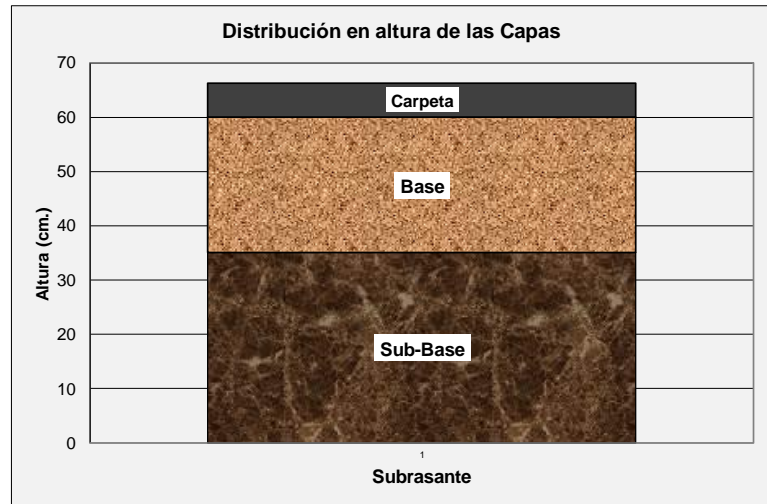 Distribución en altura de las Capas
70
60
50
40
30
20
10
0
Altura (cm.)
Carpeta
Base
Sub-Base
1
Subrasante